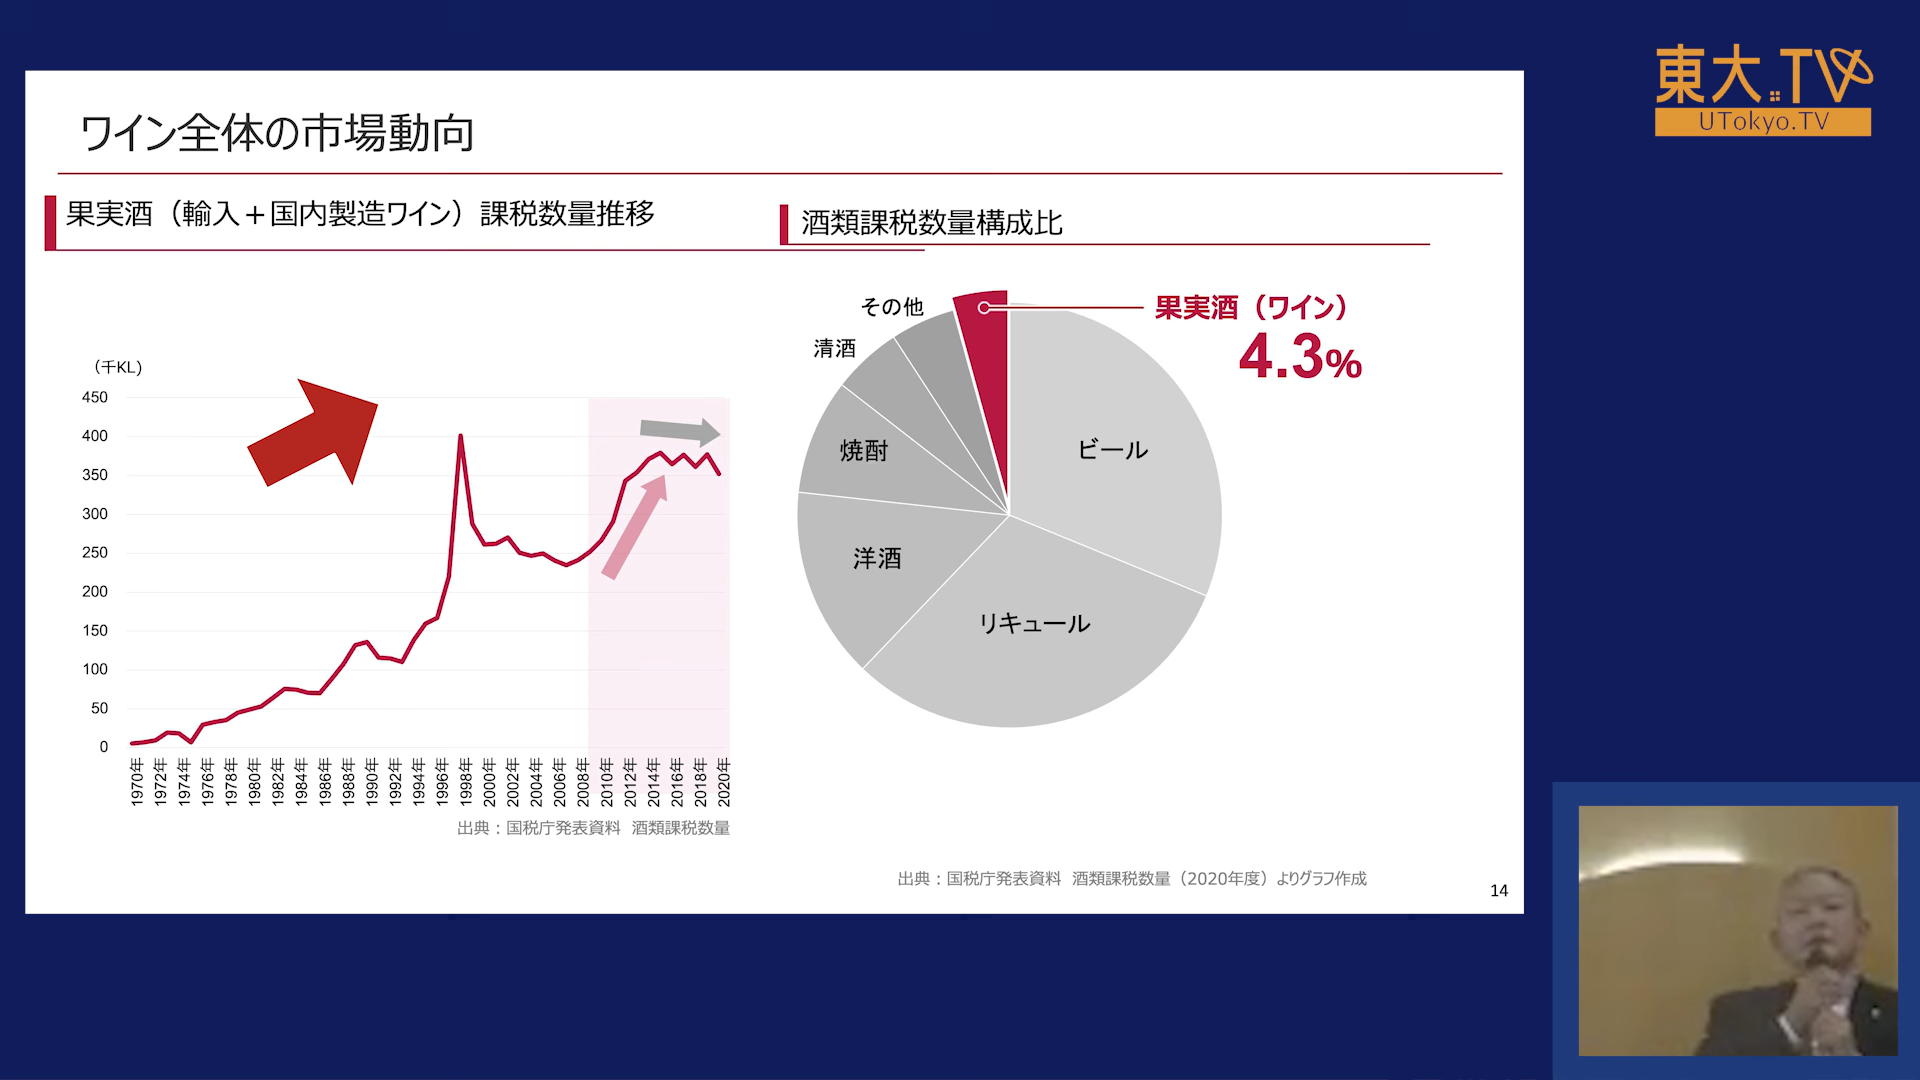 東大.TV
UTokyo.TV
ワイン全体の市場動向
果実酒（輸入＋国内製造ワイン）課税数量推移
（千KL）
450
400
350
300
250
200
150
100
50
0
1970年
1972年
1974年
1976年
1978年
1980年
1982年
1984年
1986年
1988年
1990年
1992年
1994年
1996年
1998年
2000年
2002年
2004年
2006年
2008年
2010年
2012年
2014年
2016年
2018年
2020年
出典：国税庁発表資料 酒類課税数量
酒類課税数量構成比
果実酒（ワイン）
4.3%
その他
清酒
焼酎
洋酒
リキュール
ビール
出典：国税庁発表資料 酒類課税数量（2020年度）よりグラフ作成
14